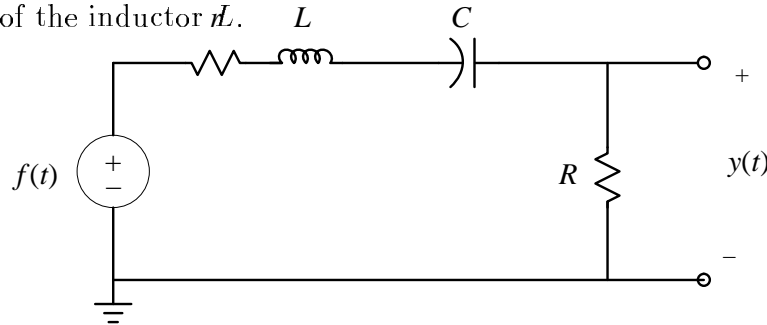 of the inductor rL.
L
C
+
f(t)
+
−
R
y(t)
−